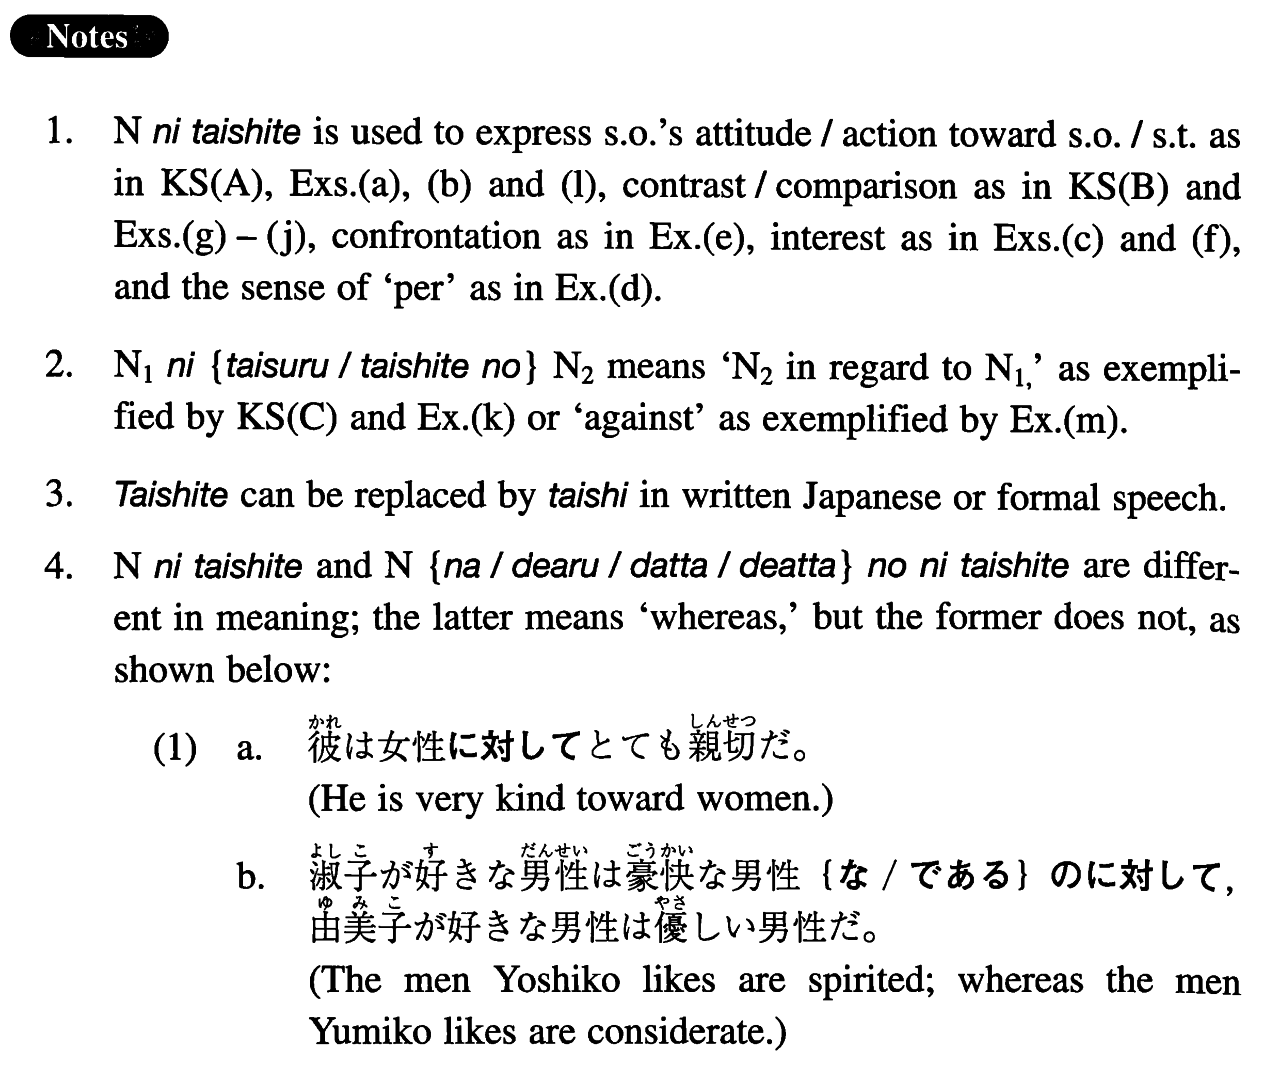 Notes
1. N ni taishite is used to express s.o.'s attitude / action toward s.o. / s.t. as
in KS(A), Exs.(a), (b) and (l), contrast / comparison as in KS(B) and
Exs.(g) – (j), confrontation as in Ex.(e), interest as in Exs.(c) and (f),
and the sense of 'per' as in Ex.(d).
2. N₁ ni {taisuru / taishite no} N₂ means 'N₂ in regard to N₁,' as exempli-
fied by KS(C) and Ex.(k) or 'against' as exemplified by Ex.(m).
3. Taishite can be replaced by taishi in written Japanese or formal speech.
4. N ni taishite and N {na / dearu / datta / deatta} no ni taishite are differ-
ent in meaning; the latter means 'whereas,' but the former does not, as
shown below:
かれ しんせつ
(1) a. 彼は女性に対してとても親切だ。
(He is very kind toward women.)
よし こ す だんせい ごうかい
b. 淑子が好きな男性は豪快な男性 {な / である} のに対して,
ゆ み こ やさ
由美子が好きな男性は優しい男性だ。
(The men Yoshiko likes are spirited; whereas the men
Yumiko likes are considerate.)